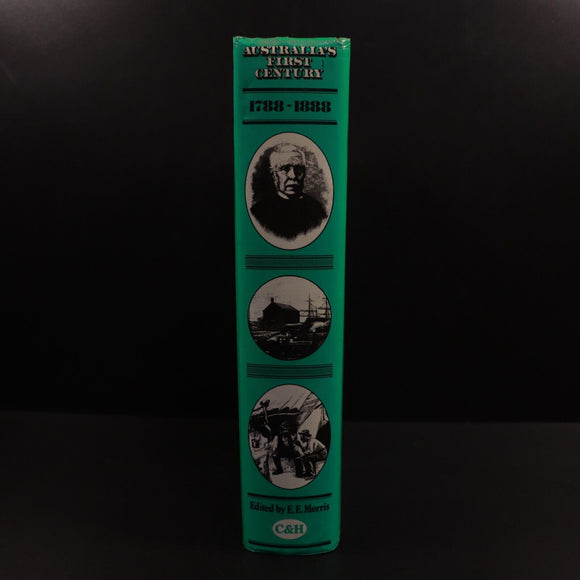 AUSTRALIA'S
FIRST
CENTURY
1788-1888
Edited by E. E. Morris
C&H